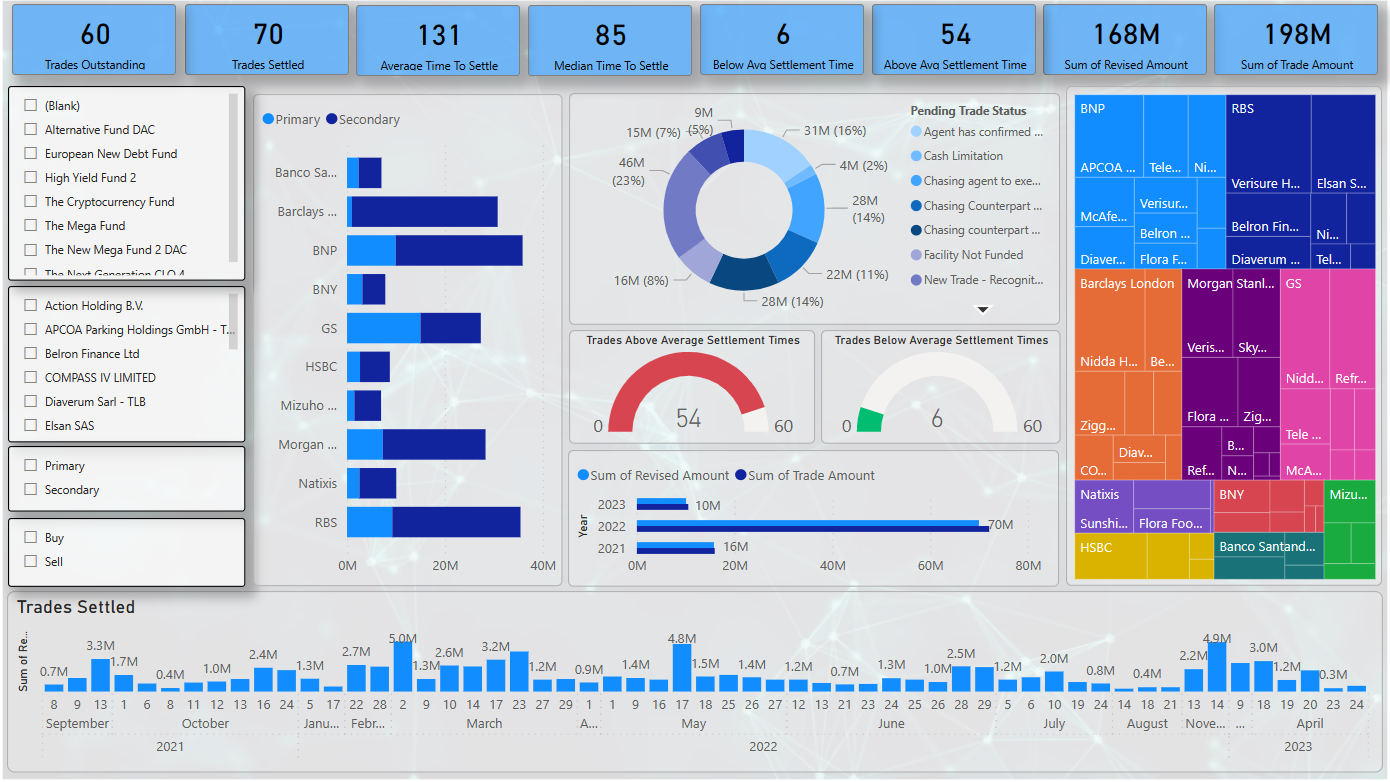 60
Trades Outstanding
70
Trades Settled
131
Average Time To Settle
85
Median Time To Settle
6
Below Avg Settlement Time
54
Above Avg Settlement Time
168M
Sum of Revised Amount
198M
Sum of Trade Amount
(Blank)
Alternative Fund DAC
European New Debt Fund
High Yield Fund 2
The Cryptocurrency Fund
The Mega Fund
The New Mega Fund 2 DAC
The Next Generation CLO 4
Action Holding B.V.
APCOA Parking Holdings GmbH - T...
Belron Finance Ltd
COMPASS IV LIMITED
Diaverum Sarl - TLB
Elsan SAS
Primary
Secondary
Buy
Sell
Primary Secondary
Banco Sa...
Barclays ...
BNP
BNY
GS
HSBC
Mizuho ...
Morgan ...
Natixis
RBS
0M 20M 40M
9M
(5%)
15M (7%)
46M
(23%)
16M (8%)
28M (14%)
22M (11%)
28M
(14%)
4M (2%)
31M (16%)
Pending Trade Status
Agent has confirmed ...
Cash Limitation
Chasing agent to exe...
Chasing Counterpart ...
Chasing counterpart ...
Facility Not Funded
New Trade - Recognit...
Trades Above Average Settlement Times
0 54 60
Trades Below Average Settlement Times
0 6 60
Sum of Revised Amount Sum of Trade Amount
Year
2023 10M
2022 70M
2021 16M
0M 20M 40M 60M 80M
BNP
APCOA ... Tele... Ni...
McAfe... Verisur...
Belron ...
Diaver... Flora F...
RBS
Verisure H... Elsan S...
Belron Fin... Ni...
Diaverum ... Tel...
Barclays London
Nidda H... Be...
Zigg...
Diav...
CO...
Morgan Stanl...
Veris... Sky...
Flora ... Zig...
B...
Ref... N...
GS
Nidd... Refr...
Tele ...
McA...
Natixis
Sunshi... Flora Foo...
BNY
Mizu...
HSBC
Banco Santand...
Trades Settled
Sum of Re...
0.7M 3.3M 1.7M 0.4M 1.0M 2.4M 1.3M 2.7M 5.0M 1.3M 2.6M 3.2M 1.2M 0.9M 1.4M 4.8M 1.5M 1.4M 1.2M 0.7M 1.3M 1.0M 2.5M 1.2M 2.0M 0.8M 0.4M 2.2M 4.9M 3.0M 1.2M 0.3M
8 9 13 1 6 8 11 12 13 16 24 5 17 22 28 2 9 10 14 17 23 27 29 1 1 9 16 17 18 25 26 27 12 13 21 23 24 25 26 28 29 5 6 7 19 24 14 18 21 13 14 9 18 19 20 23 24
September October Janu... Febr... March A... May June July August Nove... ... April
2021 2022 2023